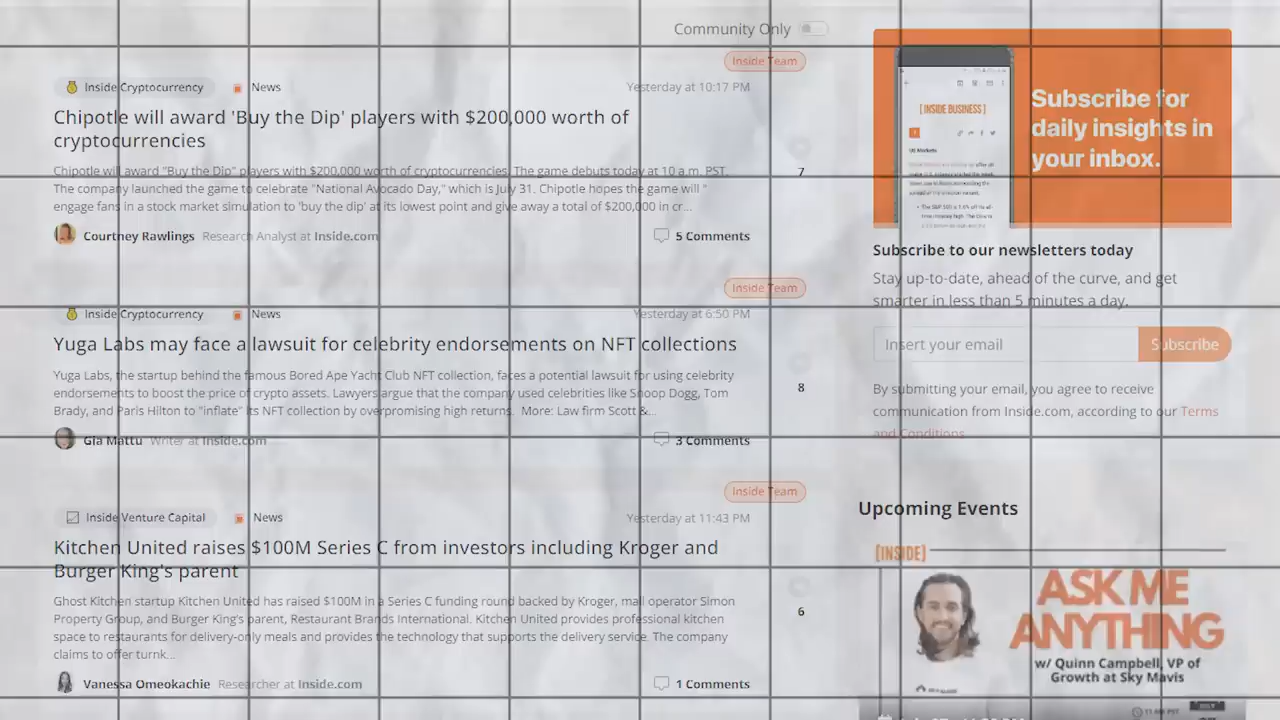 Community Only
Inside Team
Inside Cryptocurrency
News
Yesterday at 10:17 PM
Chipotle will award 'Buy the Dip' players with $200,000 worth of
cryptocurrencies
Chipotle will award "Buy the Dip" players with $200,000 worth of cryptocurrencies. The game debuts today at 10 a.m. PST.
The company launched the game to celebrate "National Avocado Day," which is July 31. Chipotle hopes the game will "
engage fans in a stock market simulation to 'buy the dip' at its lowest point and give away a total of $200,000 in cr...
7
Courtney Rawlings Research Analyst at Inside.com
5 Comments
Inside Team
Inside Cryptocurrency
News
Yesterday at 6:50 PM
Yuga Labs may face a lawsuit for celebrity endorsements on NFT collections
Yuga Labs, the startup behind the famous Bored Ape Yacht Club NFT collection, faces a potential lawsuit for using celebrity
endorsements to boost the price of crypto assets. Lawyers argue that the company used celebrities like Snoop Dogg, Tom
Brady, and Paris Hilton to "inflate" its NFT collection by overpromising high returns. More: Law firm Scott &...
8
Gia Mattu Writer at Inside.com
3 Comments
Inside Team
Inside Venture Capital
News
Yesterday at 11:43 PM
Kitchen United raises $100M Series C from investors including Kroger and
Burger King's parent
Ghost Kitchen startup Kitchen United has raised $100M in a Series C funding round backed by Kroger, mall operator Simon
Property Group, and Burger King's parent, Restaurant Brands International. Kitchen United provides professional kitchen
space to restaurants for delivery-only meals and provides the technology that supports the delivery service. The company
claims to offer turnk...
6
Vanessa Omeokachie Researcher at Inside.com
1 Comments
[INSIDE BUSINESS]
Subscribe for
daily insights in
your inbox.
Subscribe to our newsletters today
Stay up-to-date, ahead of the curve, and get
smarter in less than 5 minutes a day.
Insert your email
Subscribe
By submitting your email, you agree to receive
communication from Inside.com, according to our Terms
and Conditions
Upcoming Events
[INSIDE]
ASK ME
ANYTHING
w/ Quinn Campbell, VP of
Growth at Sky Mavis
JULY